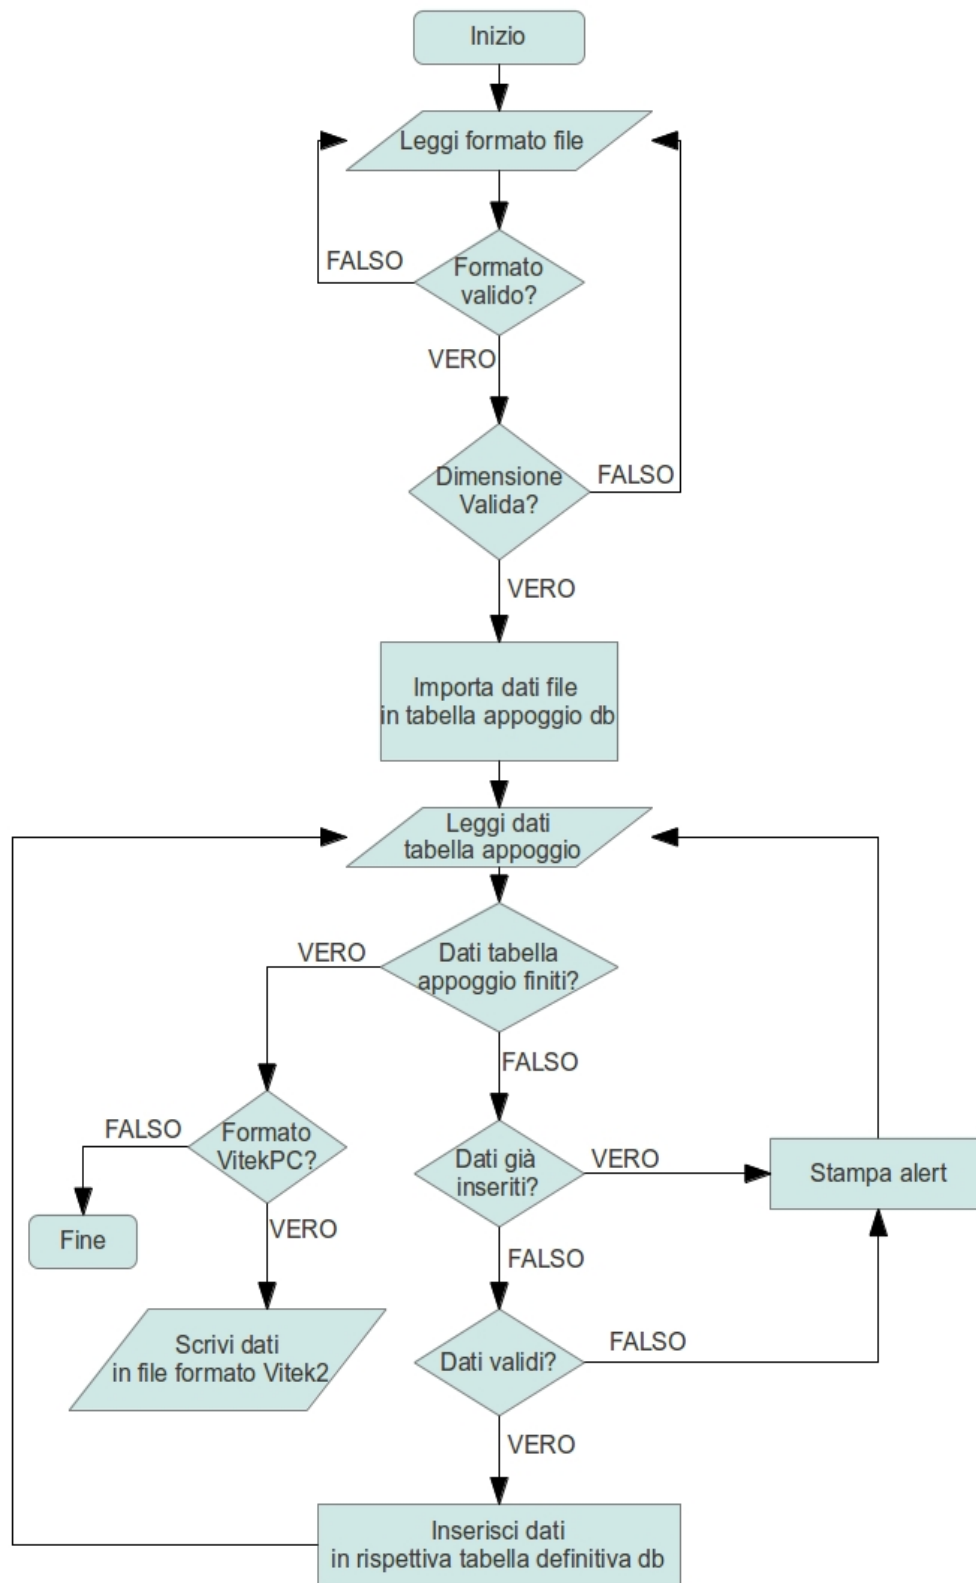 Inizio
Leggi formato file
FALSO
Formato
valido?
VERO
Dimensione
Valida?
FALSO
VERO
Importa dati file
in tabella appoggio db
Leggi dati
tabella appoggio
VERO
Dati tabella
appoggio finiti?
FALSO
FALSO
Formato
VitekPC?
Dati già
inseriti?
VERO
Stampa alert
Fine
VERO
FALSO
Scrivi dati
in file formato Vitek2
Dati validi?
FALSO
VERO
Inserisci dati
in rispettiva tabella definitiva db